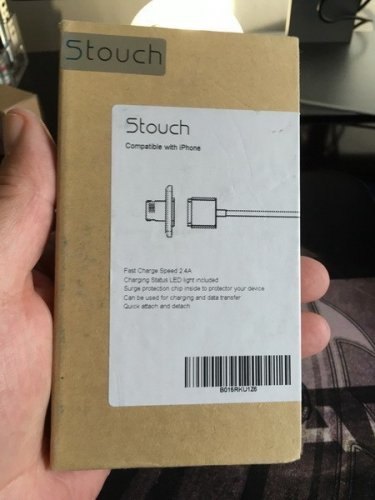 Stouch
Stouch
Compatible with iPhone
Fast Charge Speed 2.4A
Charging Status LED light included
Surge protection chip inside to protector your device
Can be used for charging and data transfer
Quick attach and detach
B015RKU1Z6